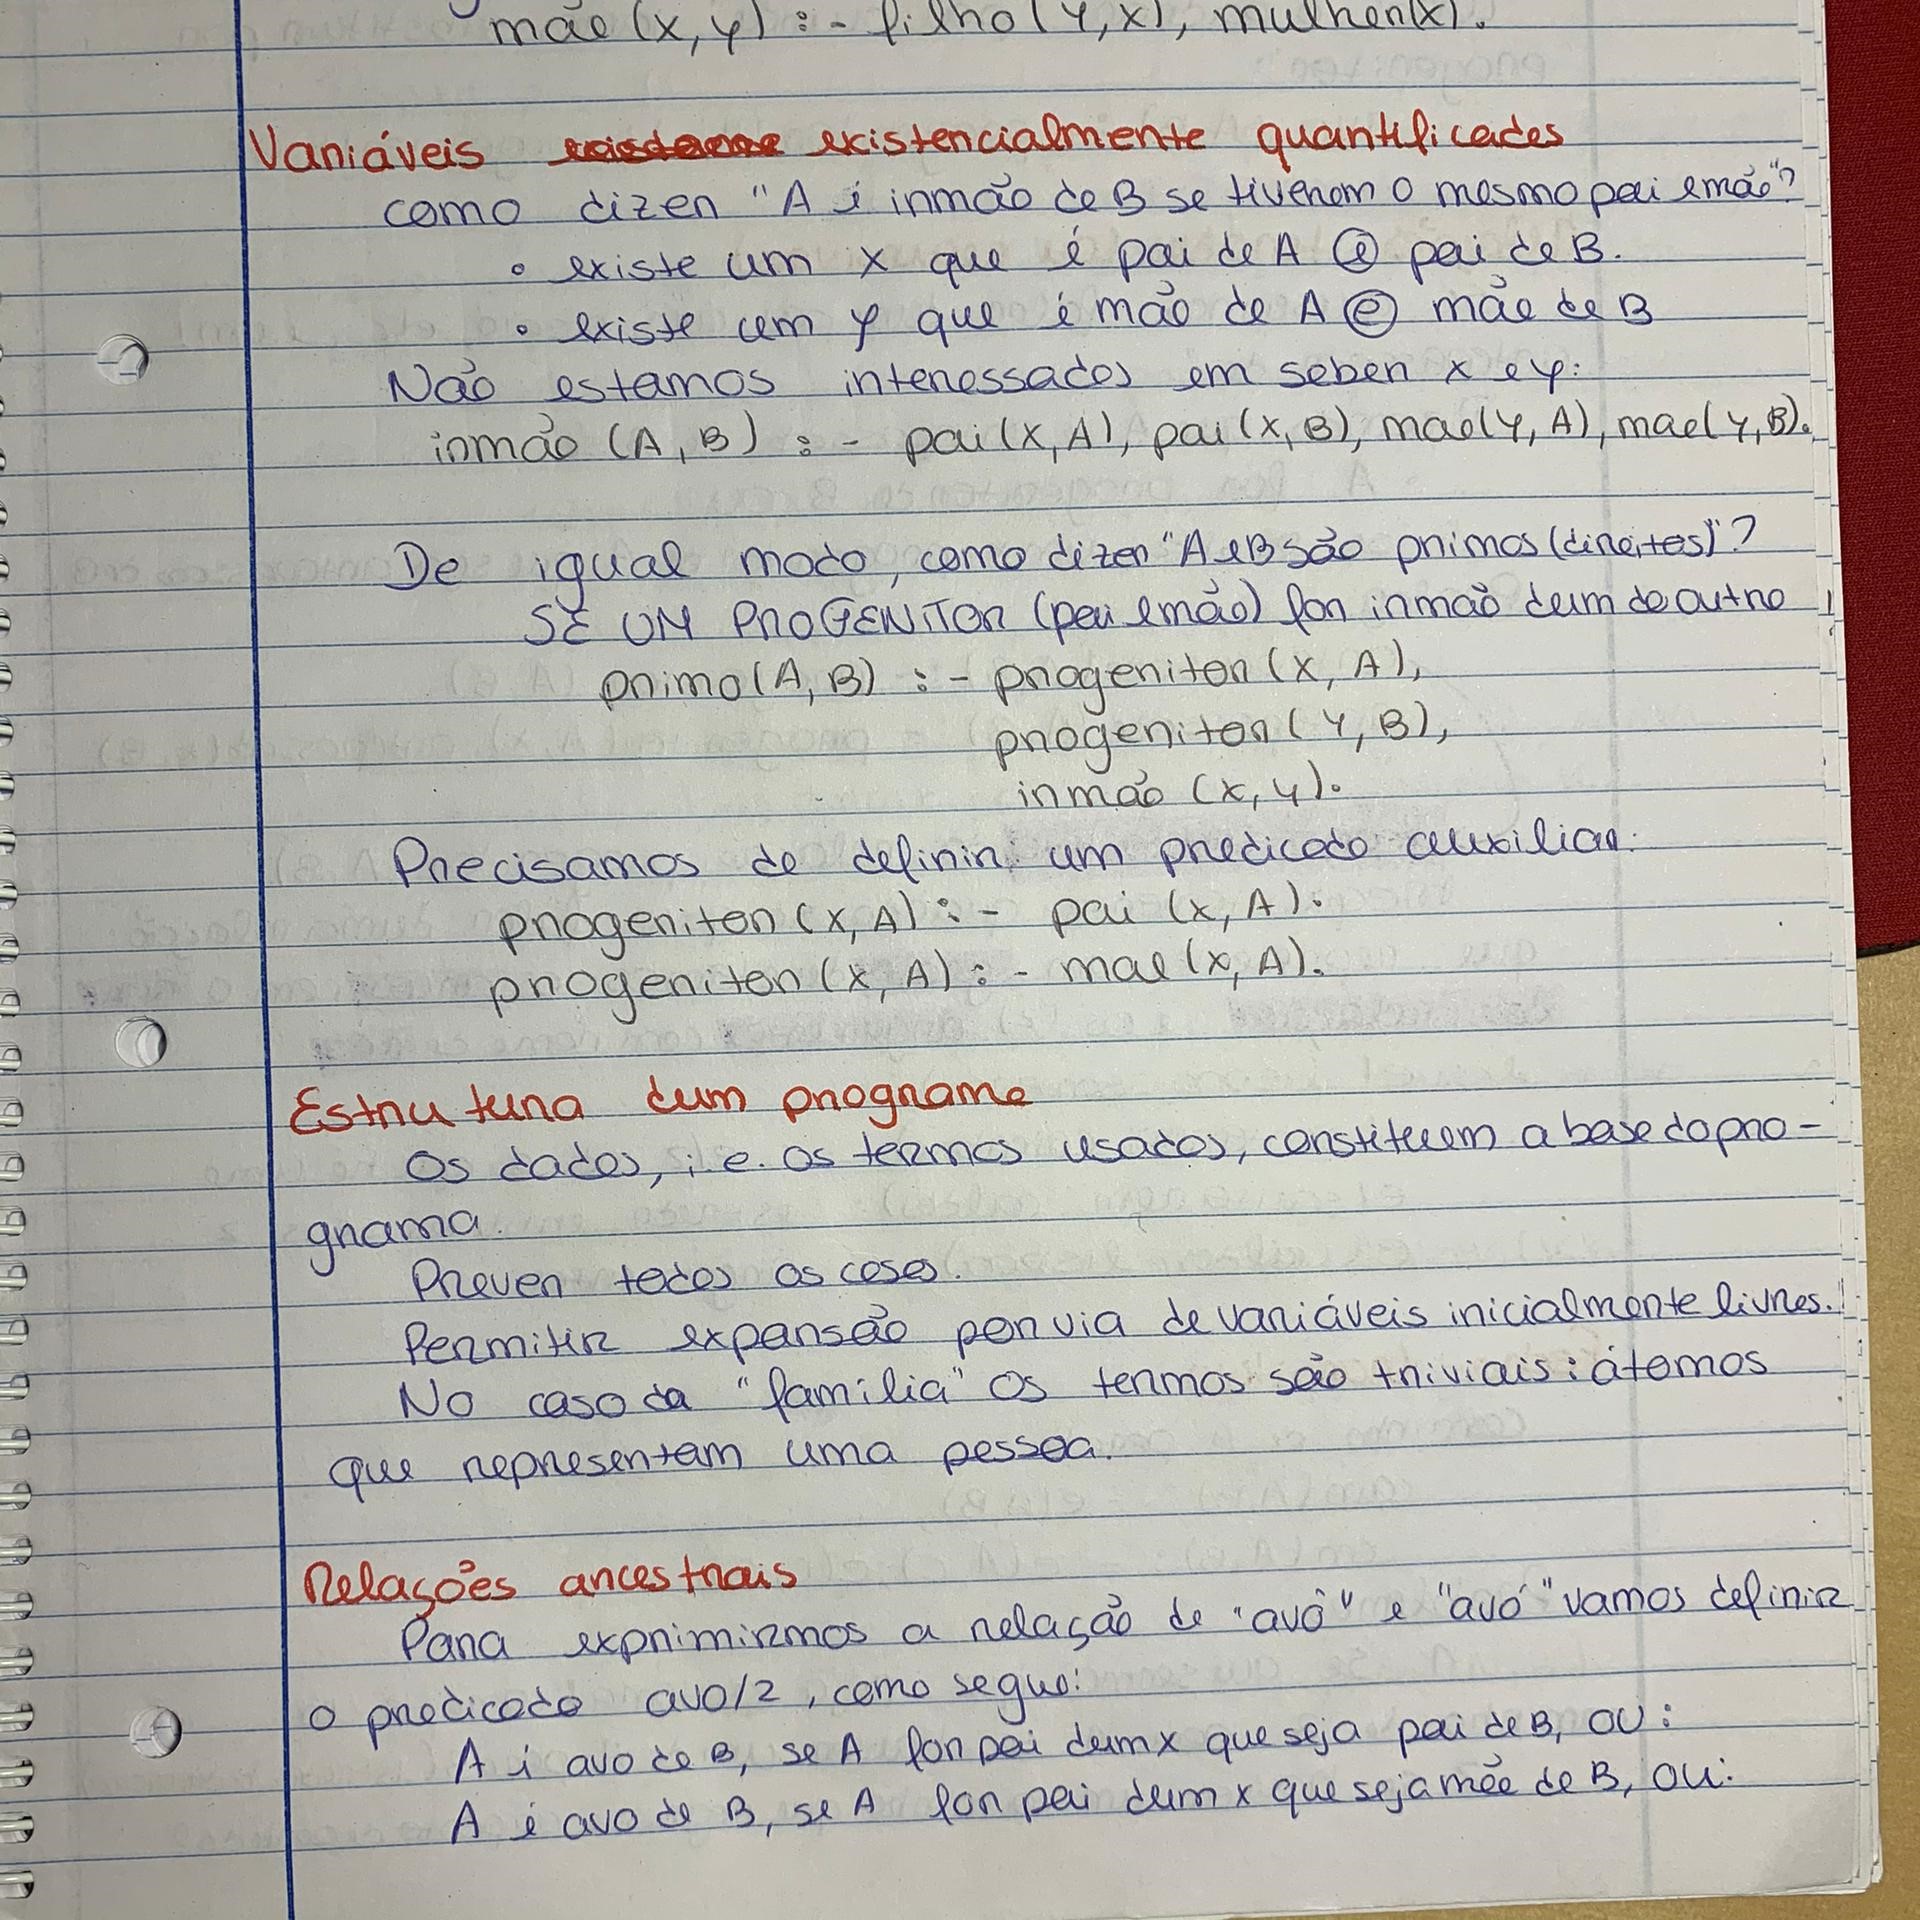 mãe (x,y) :- filho(Y,X), mulher(x).
Variáveis existencialmente quantificadas
como dizer "A é irmão de B se tiverem o mesmo pai e mãe"?
• existe um x que é pai de A e pai de B.
• existe um y que é mãe de A e mãe de B
Não estamos interessados em saber x e y:
irmão (A, B) :- pai(X,A), pai(X,B), mae(Y,A), mae(Y,B).
De igual modo, como dizer "A e B são primos (direitos)"?
SE UM PROGENITOR (pai e mãe) for irmão dum do outro
primo(A, B) :- progenitor(X, A),
progenitor(Y, B),
irmão (X, Y).
Precisamos de definir um predicado auxiliar:
progenitor(X, A) :- pai (X, A).
progenitor(X, A) :- mae (X, A).
Estrutura dum programa
Os dados, i.e. os termos usados, constituem a base do pro-
grama.
Prever todos os casos.
Permitir expansão por via de variáveis inicialmente livres.
No caso da "família" os termos são triviais: átomos
que representam uma pessoa.
Relações ancestrais
Para exprimirmos a relação de "avô" e "avó" vamos definir
o predicado avo/2, como segue:
A é avo de B, se A for pai dum x que seja pai de B, OU:
A é avo de B, se A for pai dum x que seja mãe de B, OU: